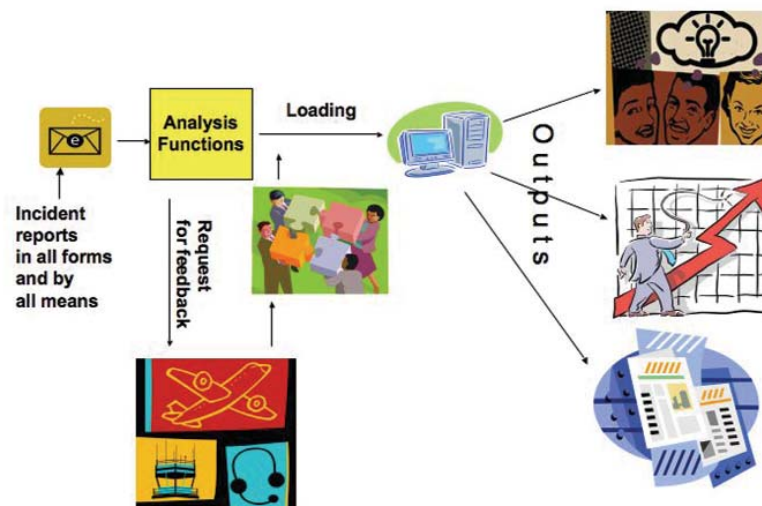 Analysis
Functions
Loading
e
Incident
reports
in all forms
and by
all means
Request
for feedback
Outputs